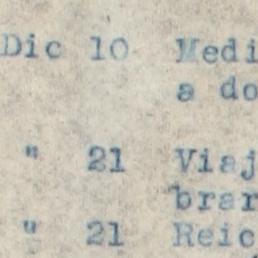 Dic 10 Medi
a do
" 21 Viaj
brar
" 21 Reic